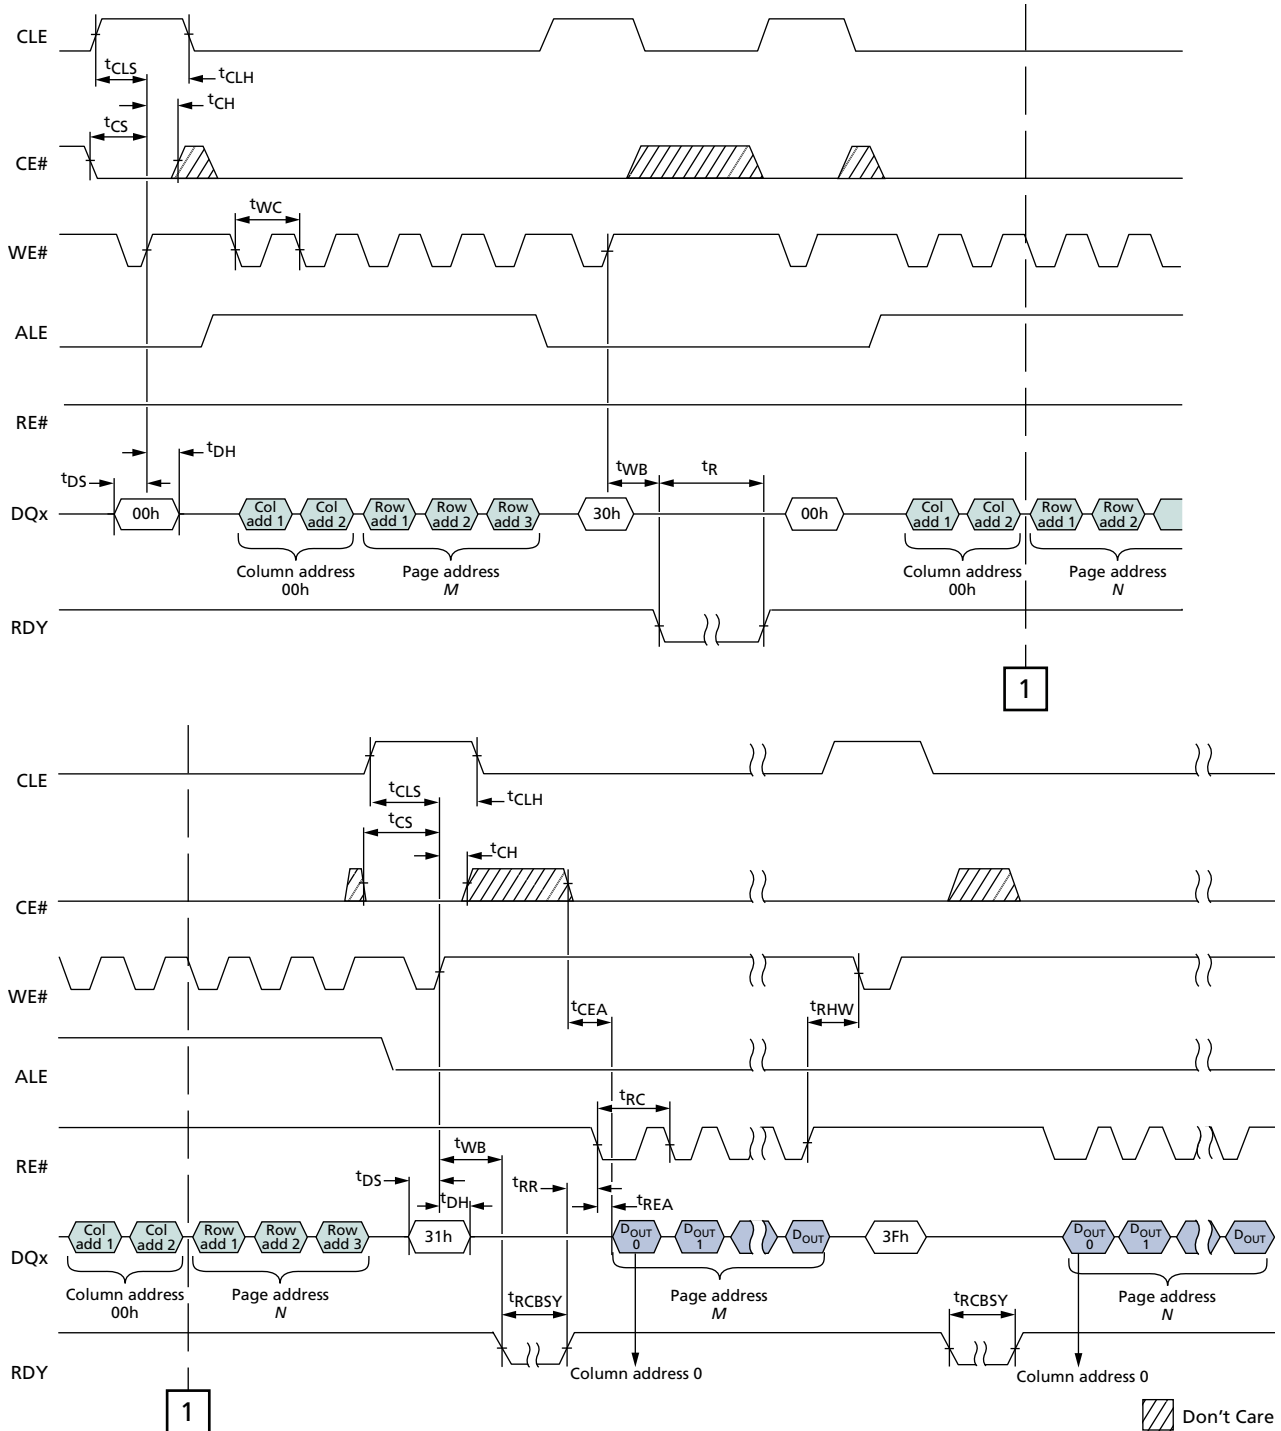 CLE
tCLS
tCLH
tCH
tCS
CE#
tWC
WE#
ALE
RE#
tDH
tDS
tWB
tR
DQx
00h
Col add 1
Col add 2
Row add 1
Row add 2
Row add 3
30h
00h
Col add 1
Col add 2
Row add 1
Row add 2
Column address
00h
Page address
M
Column address
00h
Page address
N
RDY
1
CLE
tCLS
tCLH
tCS
tCH
CE#
WE#
tCEA
tRHW
ALE
tRC
RE#
tWB
tDS
tRR
tDH
tREA
DQx
Col add 1
Col add 2
Row add 1
Row add 2
Row add 3
31h
DOUT 0
DOUT 1
DOUT
3Fh
DOUT 0
DOUT 1
DOUT
Column address
00h
Page address
N
tRCBSY
Page address
M
tRCBSY
Page address
N
RDY
Column address 0
Column address 0
1
Don't Care